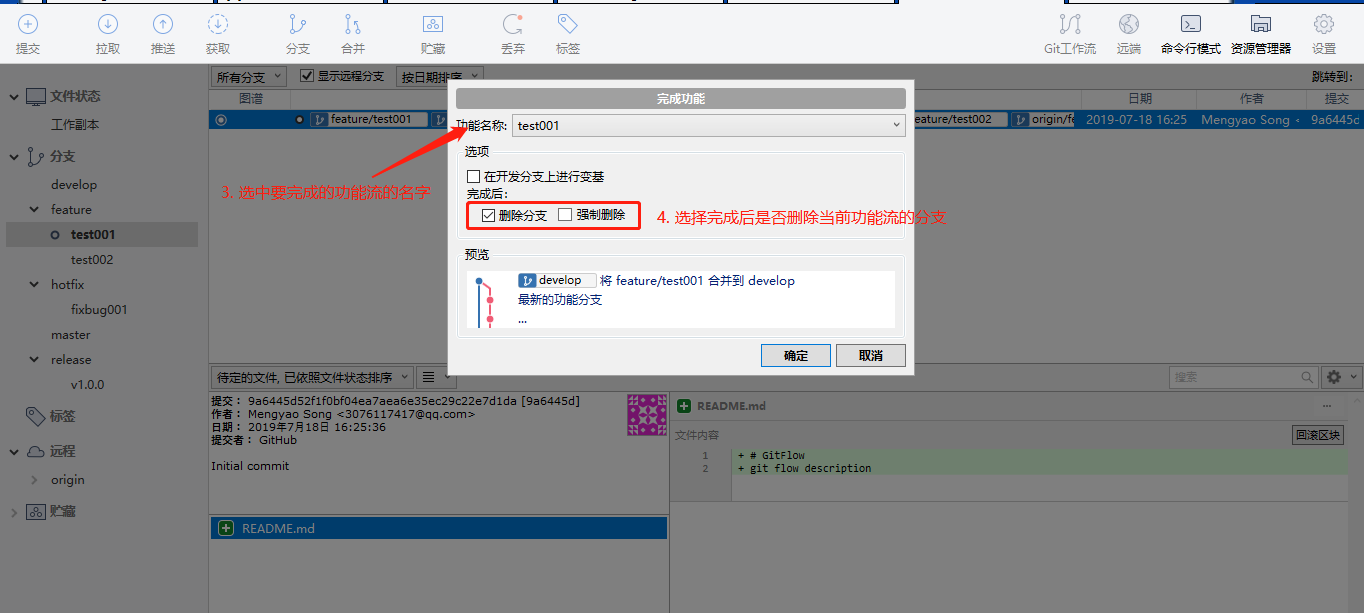 提交 拉取 推送 获取 分支 合并 贮藏 丢弃 标签 Git工作流 远端 命令行模式 资源管理器 设置
所有分支 显示远程分支 按日期排序 跳转到:
图谱 日期 作者 提交
feature/test001 feature/test002 origin/fe 2019-07-18 16:25 Mengyao Song < 9a6445d
文件状态
工作副本
分支
develop
feature
test001
test002
hotfix
fixbug001
master
release
v1.0.0
标签
远程
origin
贮藏
完成功能
功能名称: test001
3. 选中要完成的功能流的名字
选项
在开发分支上进行变基
完成后:
删除分支 强制删除
4. 选择完成后是否删除当前功能流的分支
预览
develop 将 feature/test001 合并到 develop
最新的功能分支
...
确定 取消
待定的文件, 已依照文件状态排序 搜索
提交: 9a6445d52f1f0bf04ea7aea6e35ec29c22e7d1da [9a6445d]
作者: Mengyao Song <3076117417@qq.com>
日期: 2019年7月18日 16:25:36
提交者: GitHub
Initial commit
README.md
README.md ...
文件内容 回滚区块
1 + # GitFlow
2 + git flow description